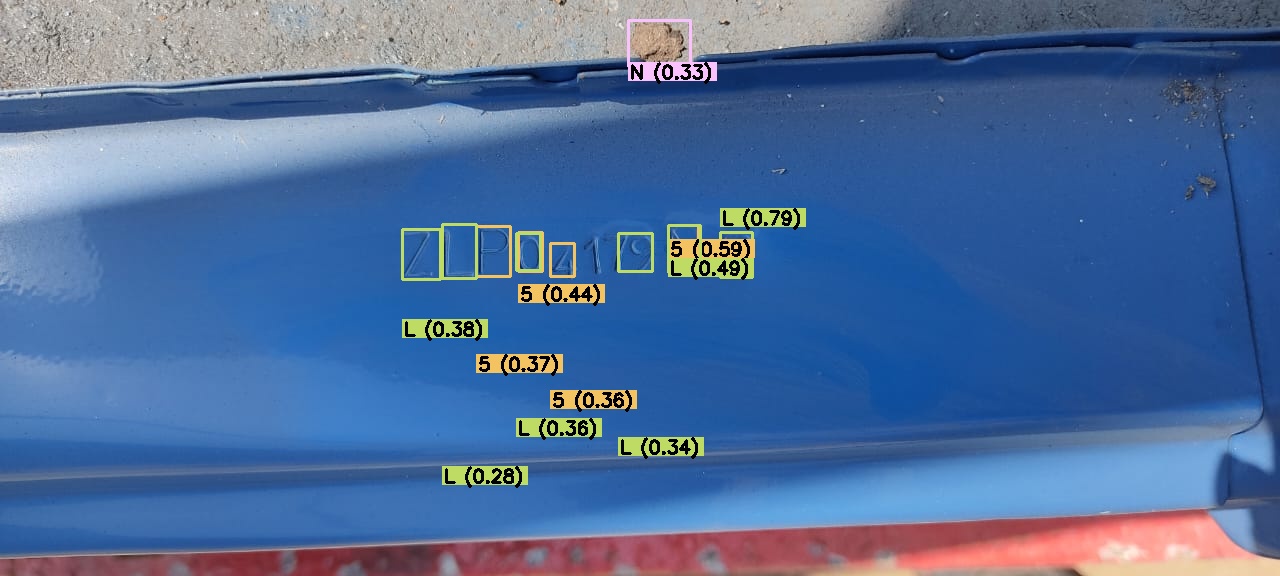 N (0.33)
L (0.79)
ZLP04179
5 (0.59)
L (0.49)
5 (0.44)
L (0.38)
5 (0.37)
5 (0.36)
L (0.36)
L (0.34)
L (0.28)